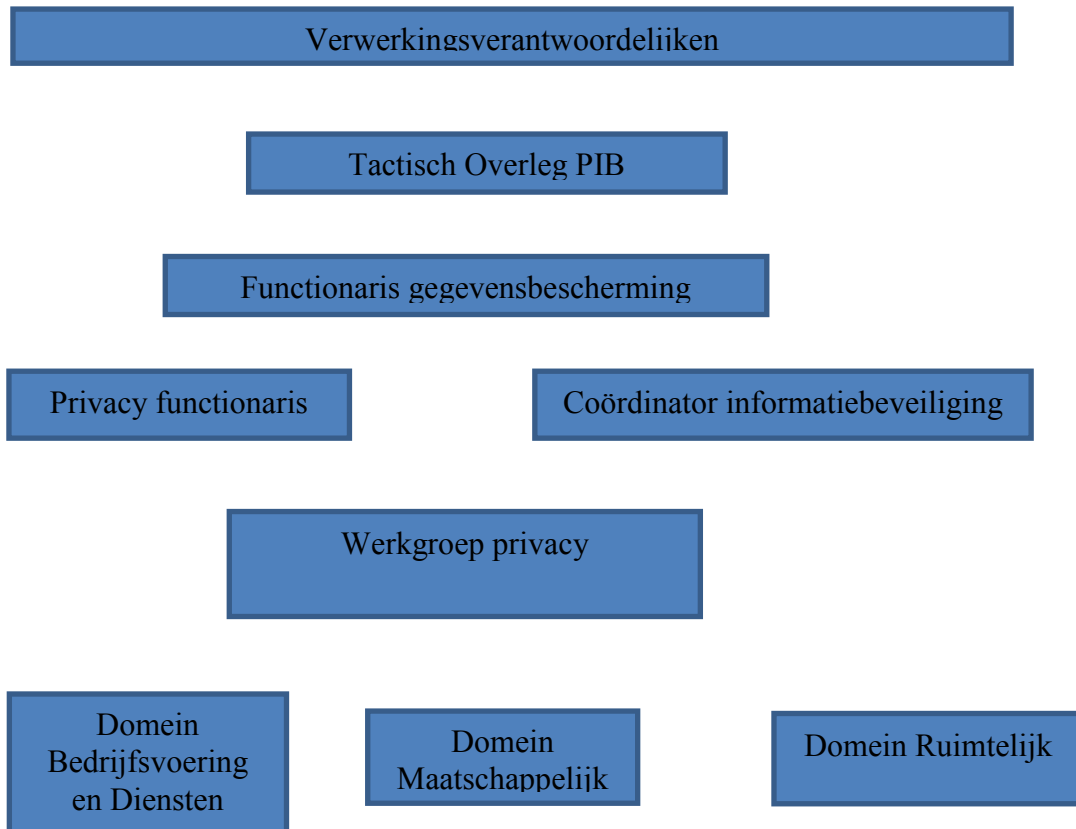 Verwerkingsverantwoordelijken
Tactisch Overleg PIB
Functionaris gegevensbescherming
Privacy functionaris
Coördinator informatiebeveiliging
Werkgroep privacy
Domein
Bedrijfsvoering
en Diensten
Domein
Maatschappelijk
Domein Ruimtelijk